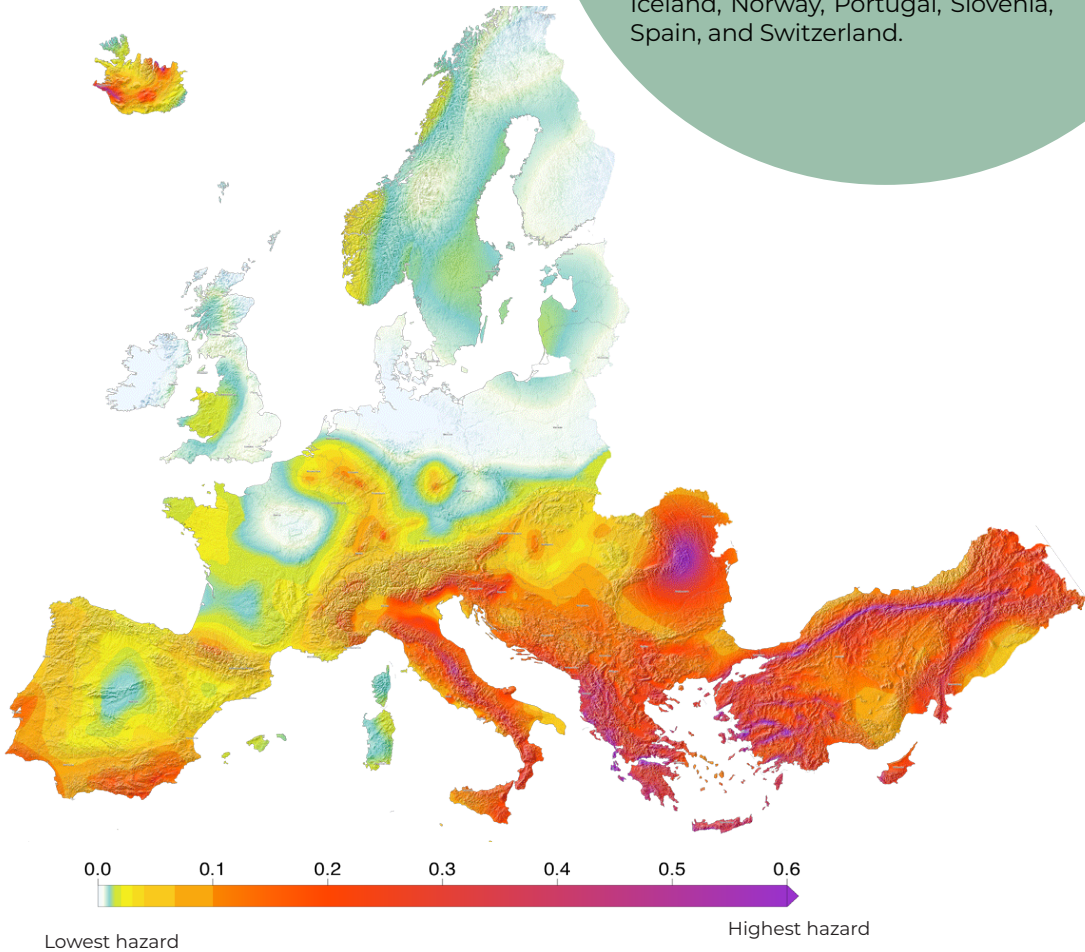 Iceland, Norway, Portugal, Slovenia,
Spain, and Switzerland.
0.0 0.1 0.2 0.3 0.4 0.5 0.6
Lowest hazard
Highest hazard